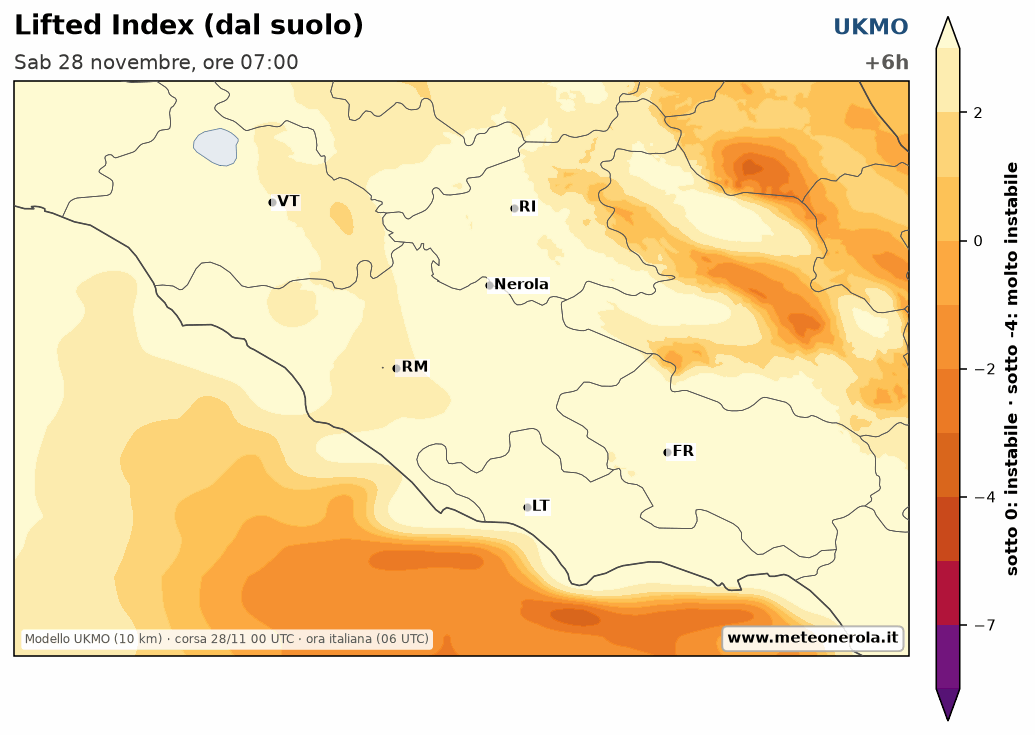 Lifted Index (dal suolo)
UKMO
Sab 28 novembre, ore 07:00
+6h
VT
RI
Nerola
RM
FR
LT
2
0
−2
−4
−7
sotto 0: instabile · sotto -4: molto instabile
Modello UKMO (10 km) · corsa 28/11 00 UTC · ora italiana (06 UTC)
www.meteonerola.it